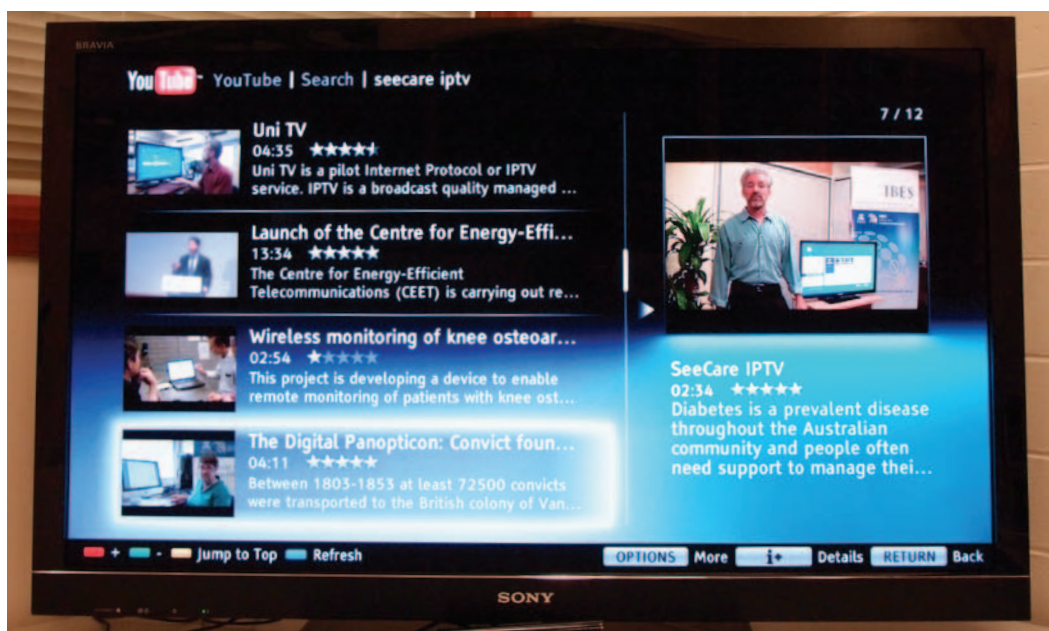 BRAVIA
YouTube YouTube | Search | seecare iptv
7 / 12
Uni TV
04:35
Uni TV is a pilot Internet Protocol or IPTV
service. IPTV is a broadcast quality managed ...
Launch of the Centre for Energy-Effi...
13:34
The Centre for Energy-Efficient
Telecommunications (CEET) is carrying out re...
Wireless monitoring of knee osteoar...
02:54
This project is developing a device to enable
remote monitoring of patients with knee ost...
The Digital Panopticon: Convict foun...
04:11
Between 1803-1853 at least 72500 convicts
were transported to the British colony of Van...
IBES
SeeCare IPTV
02:34
Diabetes is a prevalent disease
throughout the Australian
community and people often
need support to manage thei...
+ - Jump to Top Refresh OPTIONS More i+ Details RETURN Back
SONY